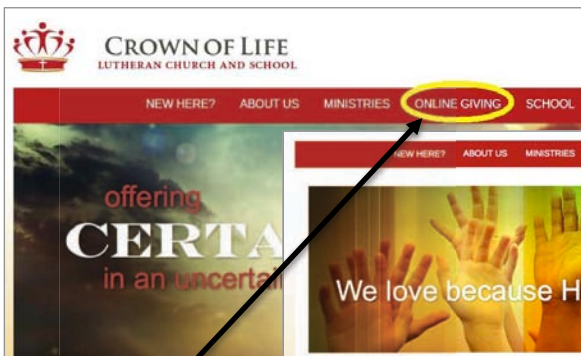 CROWN OF LIFE
LUTHERAN CHURCH AND SCHOOL
NEW HERE? ABOUT US MINISTRIES ONLINE GIVING SCHOOL
offering
CERTA
in an uncertai
NEW HERE? ABOUT US MINISTRIES
We love because H